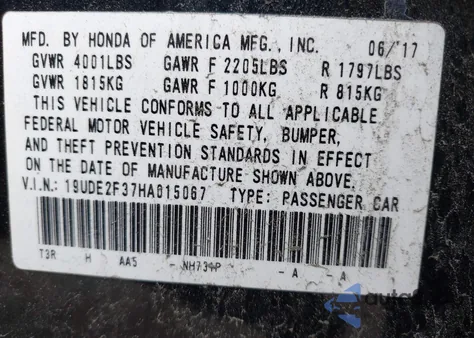 MFD. BY HONDA OF AMERICA MFG., INC. 06/'17
GVWR 4001LBS GAWR F 2205LBS R 1797LBS
GVWR 1815KG GAWR F 1000KG R 815KG
THIS VEHICLE CONFORMS TO ALL APPLICABLE
FEDERAL MOTOR VEHICLE SAFETY, BUMPER,
AND THEFT PREVENTION STANDARDS IN EFFECT
ON THE DATE OF MANUFACTURE SHOWN ABOVE.
V.I.N.: 19UDE2F37HA015067 TYPE: PASSENGER CAR
T3R H AA5 NH731P - A - A